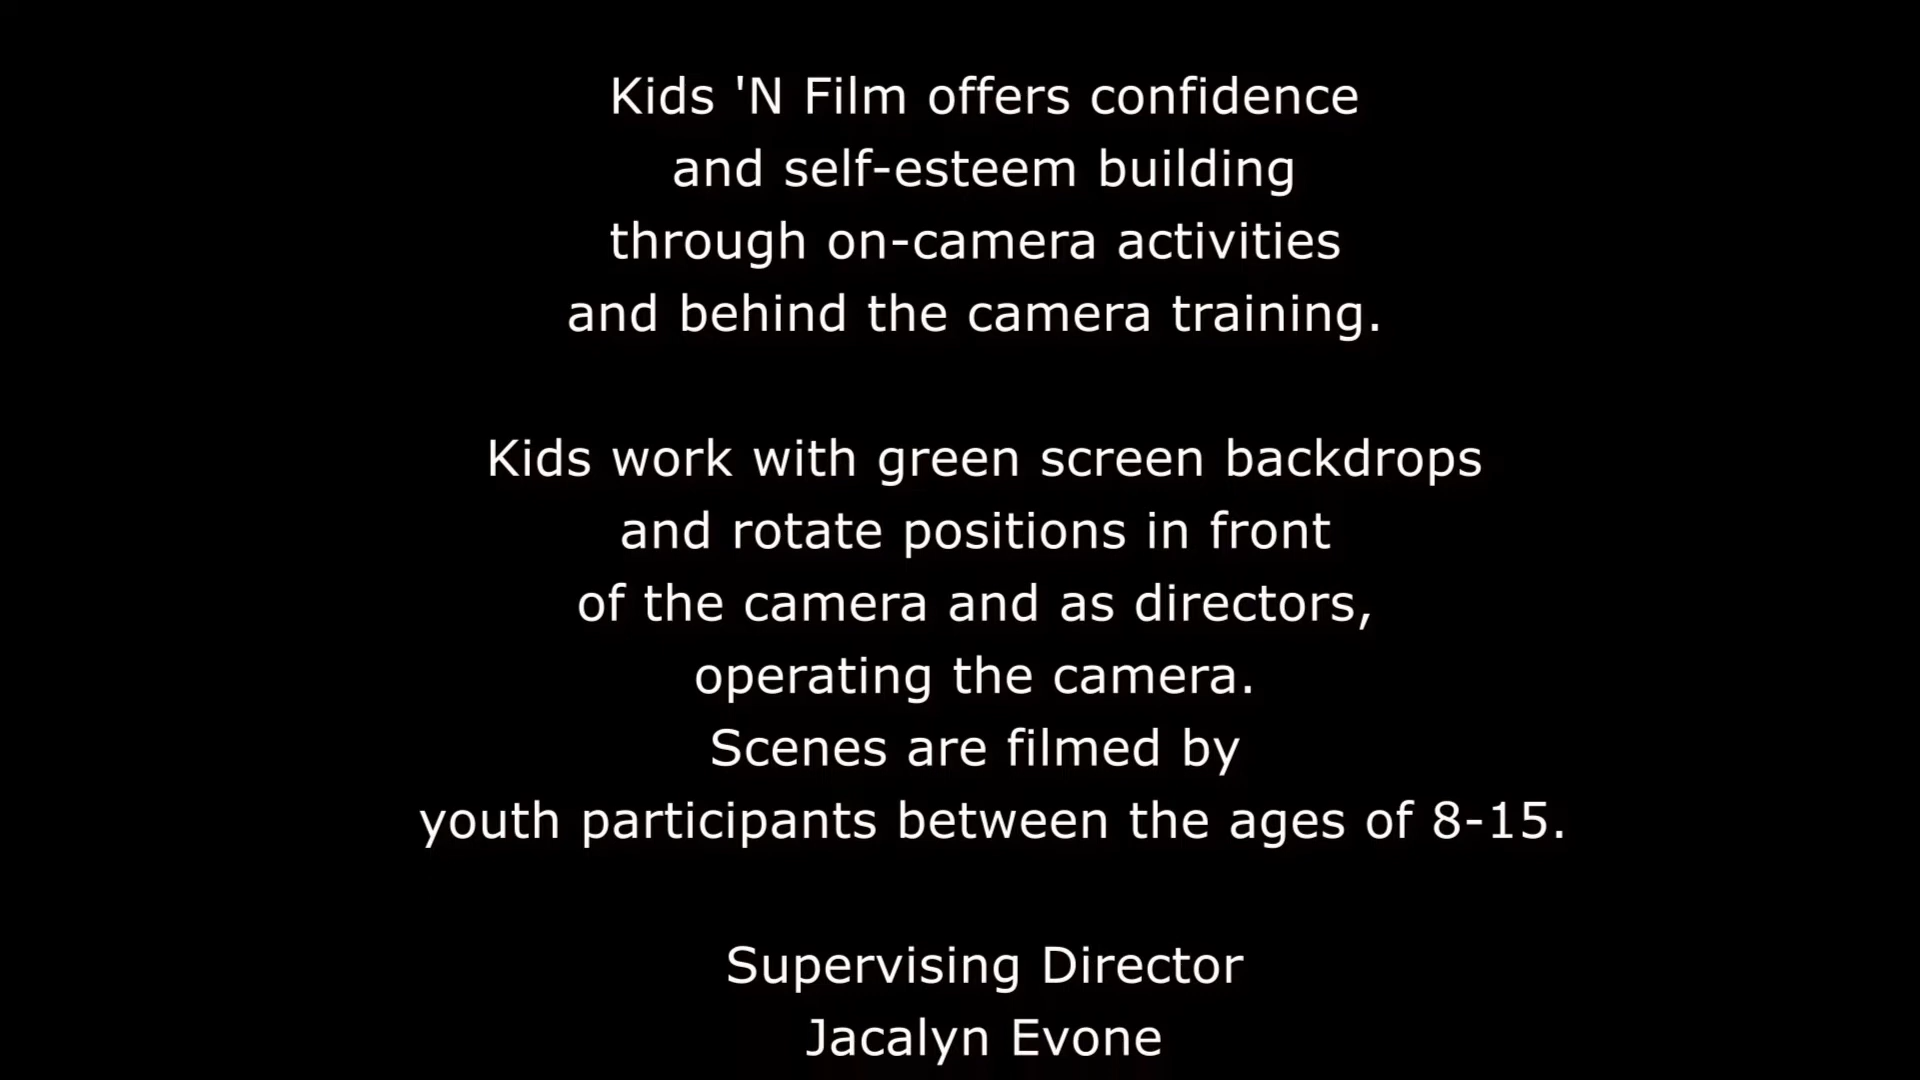 Kids 'N Film offers confidence
and self-esteem building
through on-camera activities
and behind the camera training.
Kids work with green screen backdrops
and rotate positions in front
of the camera and as directors,
operating the camera.
Scenes are filmed by
youth participants between the ages of 8-15.
Supervising Director
Jacalyn Evone